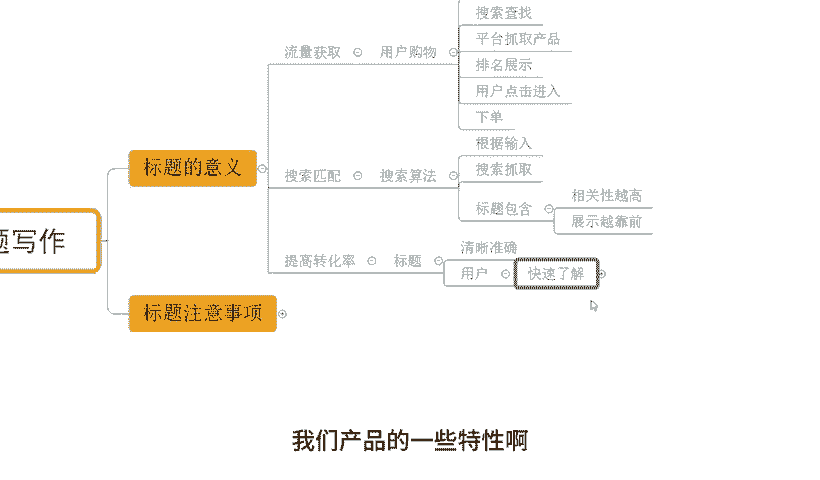 搜索查找
平台抓取产品
流量获取 用户购物
排名展示
用户点击进入
下单
根据输入
标题的意义
搜索匹配 搜索算法
搜索抓取
标题包含
相关性越高
展示越靠前
题写作
提高转化率 标题
清晰准确
用户 快速了解
标题注意事项
我们产品的一些特性啊